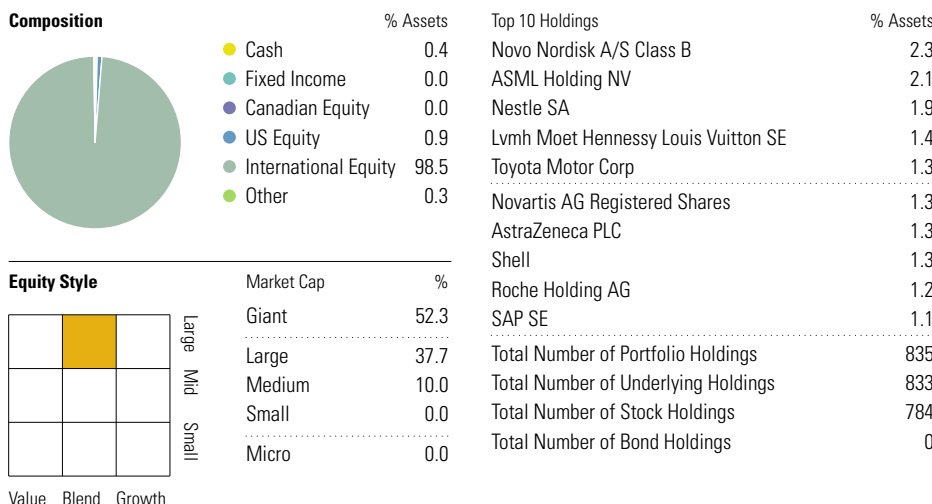 Composition % Assets
Cash 0.4
Fixed Income 0.0
Canadian Equity 0.0
US Equity 0.9
International Equity 98.5
Other 0.3
Equity Style
Large
Mid
Small
Value Blend Growth
Market Cap %
Giant 52.3
Large 37.7
Medium 10.0
Small 0.0
Micro 0.0
Top 10 Holdings % Assets
Novo Nordisk A/S Class B 2.3
ASML Holding NV 2.1
Nestle SA 1.9
Lvmh Moet Hennessy Louis Vuitton SE 1.4
Toyota Motor Corp 1.3
Novartis AG Registered Shares 1.3
AstraZeneca PLC 1.3
Shell 1.3
Roche Holding AG 1.2
SAP SE 1.1
Total Number of Portfolio Holdings 835
Total Number of Underlying Holdings 833
Total Number of Stock Holdings 784
Total Number of Bond Holdings 0